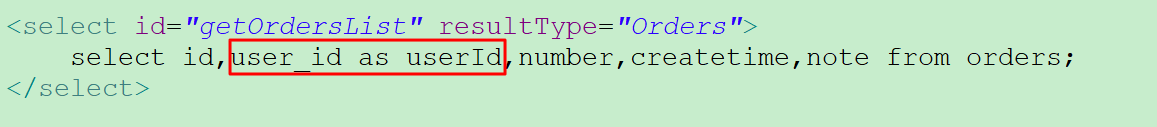 <select id="getOrdersList" resultType="Orders">
select id,user_id as userId,number,createtime,note from orders;
</select>